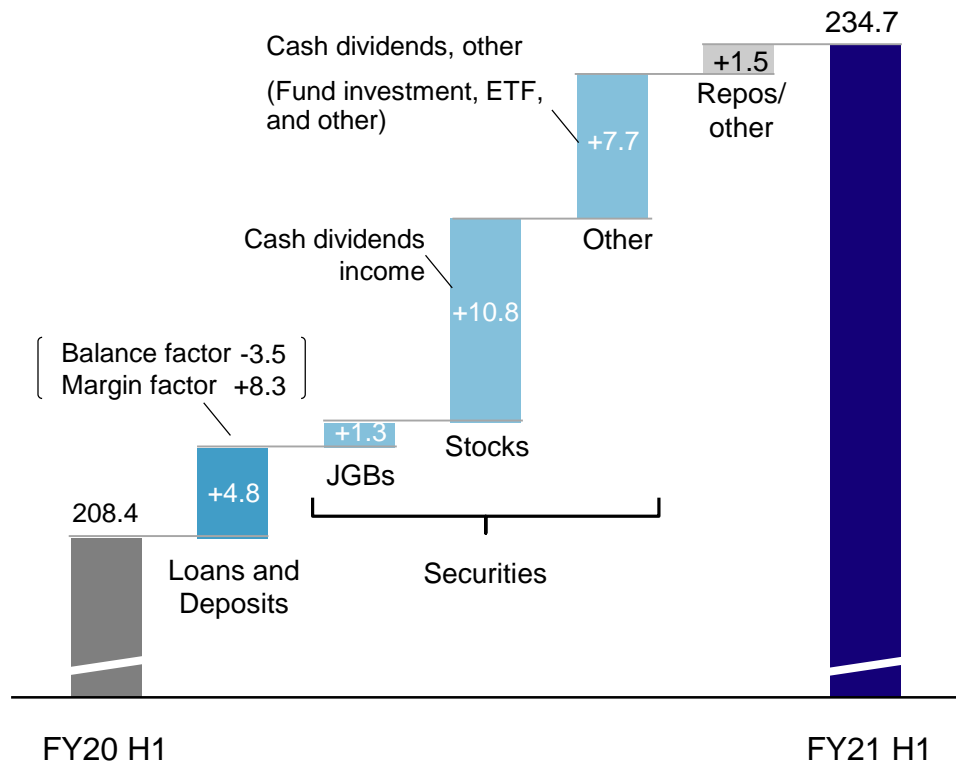 234.7
Cash dividends, other
(Fund investment, ETF,
and other)
+1.5
Repos/
other
+7.7
Other
Cash dividends
income
+10.8
Stocks
Balance factor -3.5
Margin factor +8.3
+1.3
JGBs
+4.8
208.4
Loans and
Deposits
Securities
FY20 H1
FY21 H1